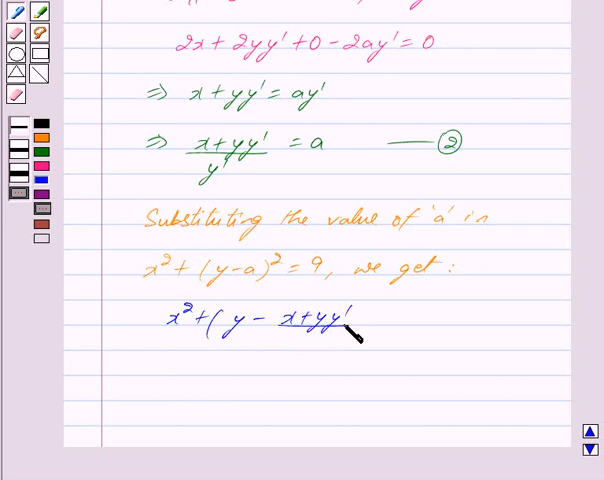 2x + 2yy' + 0 - 2ay' = 0
⇒ x + yy' = ay'
⇒ (x + yy')/y' = a —— ②
Substituting the value of 'a' in
x² + (y - a)² = 9, we get :
x² + ( y - x + yy'